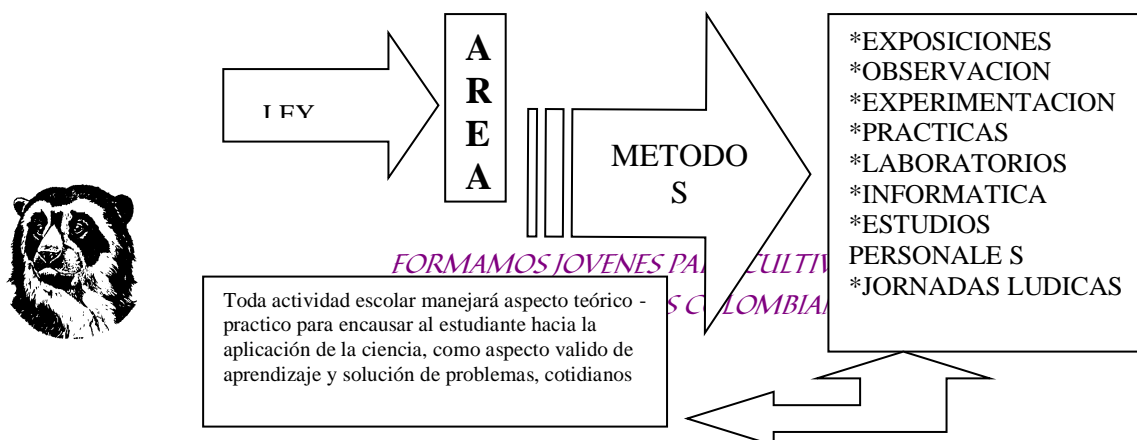 LEY
A
R
E
A
METODO
S
*EXPOSICIONES
*OBSERVACION
*EXPERIMENTACION
*PRACTICAS
*LABORATORIOS
*INFORMATICA
*ESTUDIOS
PERSONALE S
*JORNADAS LUDICAS
FORMAMOS JOVENES
Toda actividad escolar manejará aspecto teórico -
practico para encausar al estudiante hacia la
aplicación de la ciencia, como aspecto valido de
aprendizaje y solución de problemas, cotidianos